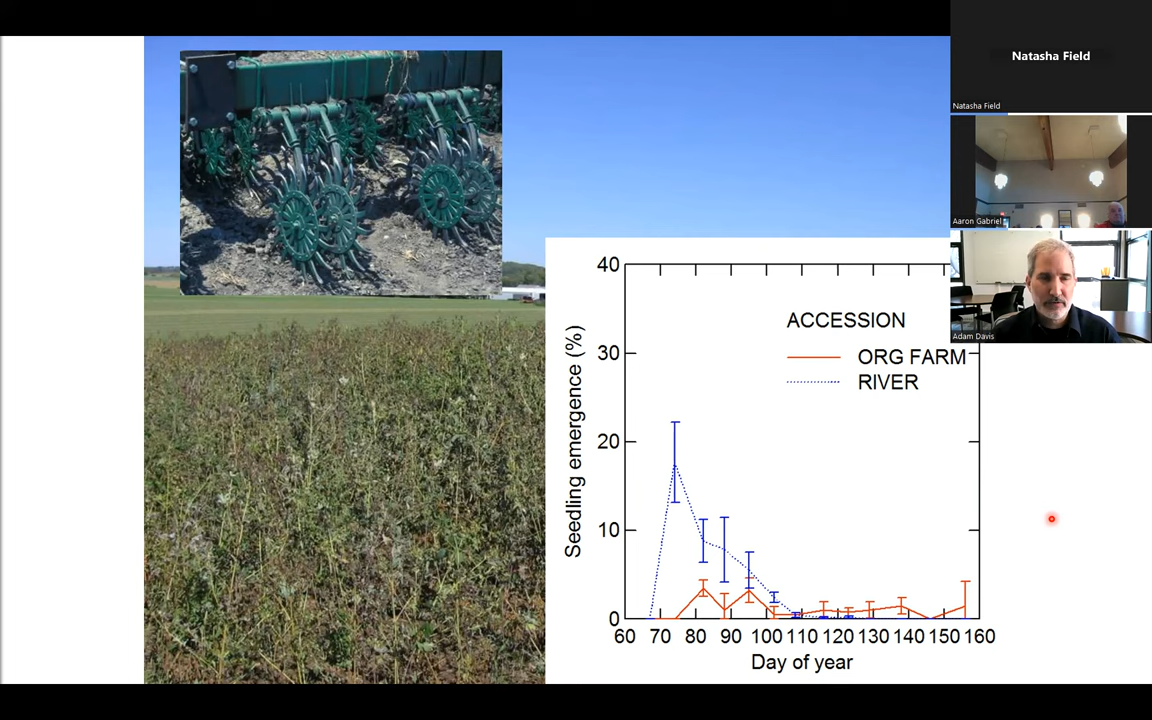 Natasha Field
Natasha Field
Aaron Gabriel
Adam Davis
ACCESSION
ORG FARM
RIVER
Seedling emergence (%)
40
30
20
10
0
60 70 80 90 100 110 120 130 140 150 160
Day of year